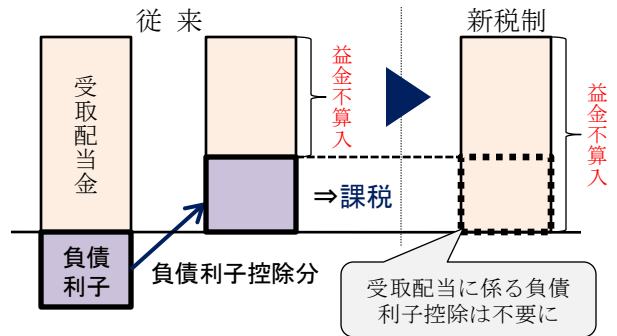 従 来
新税制
受取配当金
益金不算入
益金不算入
⇒課税
負債
利子
負債利子控除分
受取配当に係る負債
利子控除は不要に